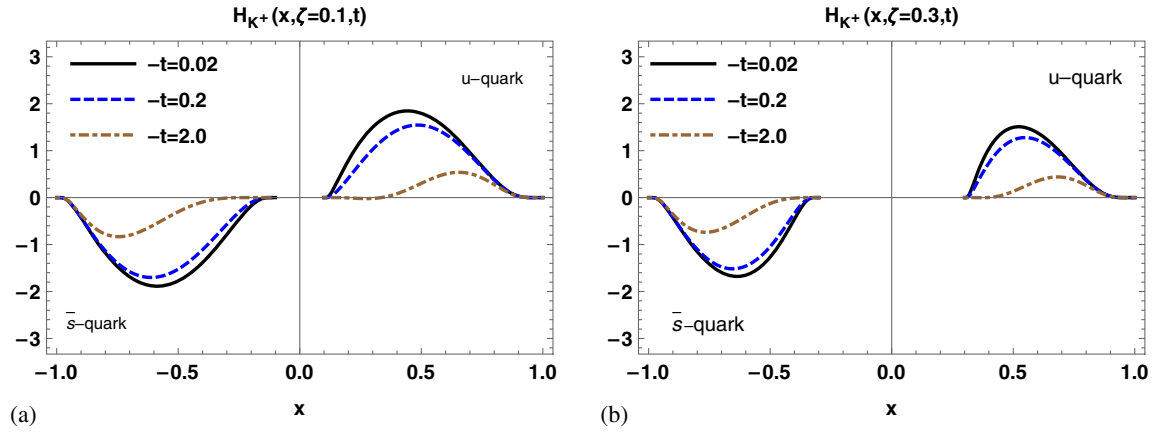 H_K+(x,ζ=0.1,t)
3
2
1
0
−1
−2
−3
−t=0.02
−t=0.2
−t=2.0
u-quark
s̄-quark
−1.0 −0.5 0.0 0.5 1.0
x
(a)
H_K+(x,ζ=0.3,t)
3
2
1
0
−1
−2
−3
−t=0.02
−t=0.2
−t=2.0
u−quark
s̄−quark
−1.0 −0.5 0.0 0.5 1.0
x
(b)